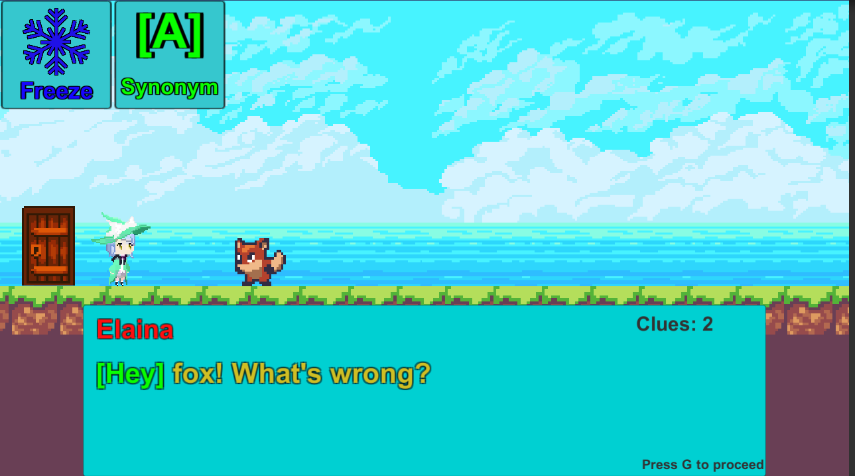 [A]
Freeze
Synonym
Elaina
Clues: 2
[Hey] fox! What's wrong?
Press G to proceed